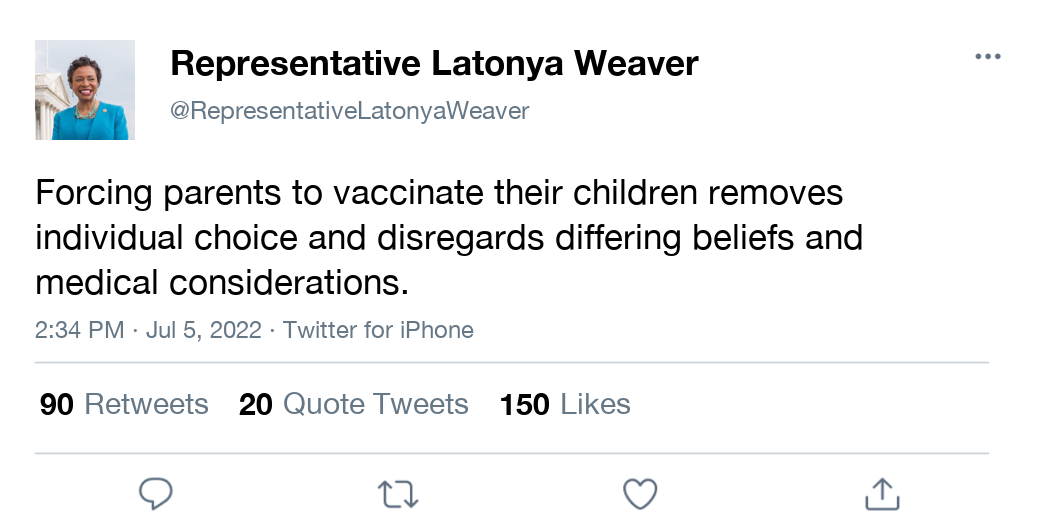 Representative Latonya Weaver
@RepresentativeLatonyaWeaver
Forcing parents to vaccinate their children removes
individual choice and disregards differing beliefs and
medical considerations.
2:34 PM · Jul 5, 2022 · Twitter for iPhone
90 Retweets 20 Quote Tweets 150 Likes